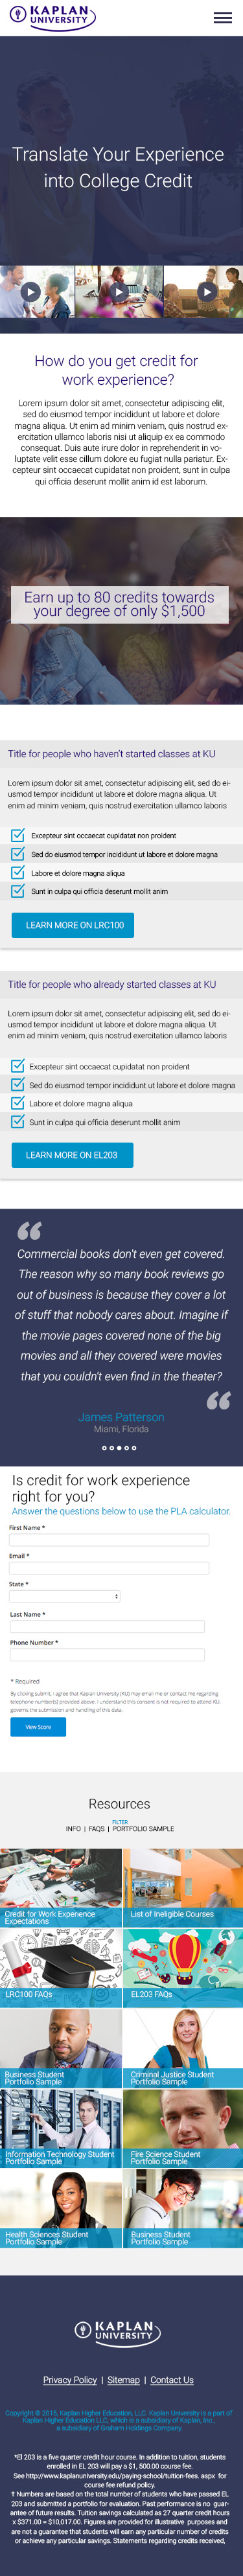 KAPLAN
UNIVERSITY
Translate Your Experience
into College Credit
How do you get credit for
work experience?
Lorem ipsum dolor sit amet, consectetur adipiscing elit,
sed do eiusmod tempor incididunt ut labore et dolore
magna aliqua. Ut enim ad minim veniam, quis nostrud ex-
ercitation ullamco laboris nisi ut aliquip ex ea commodo
consequat. Duis aute irure dolor in reprehenderit in vo-
luptate velit esse cillum dolore eu fugiat nulla pariatur. Ex-
cepteur sint occaecat cupidatat non proident, sunt in culpa
qui officia deserunt mollit anim id est laborum.
Earn up to 80 credits towards
your degree of only $1,500
Title for people who haven't started classes at KU
Lorem ipsum dolor sit amet, consectetur adipiscing elit, sed do ei-
usmod tempor incididunt ut labore et dolore magna aliqua. Ut
enim ad minim veniam, quis nostrud exercitation ullamco laboris
Excepteur sint occaecat cupidatat non proident
Sed do eiusmod tempor incididunt ut labore et dolore magna
Labore et dolore magna aliqua
Sunt in culpa qui officia deserunt mollit anim
LEARN MORE ON LRC100
Title for people who already started classes at KU
Lorem ipsum dolor sit amet, consectetur adipiscing elit, sed do ei-
usmod tempor incididunt ut labore et dolore magna aliqua. Ut
enim ad minim veniam, quis nostrud exercitation ullamco laboris
Excepteur sint occaecat cupidatat non proident
Sed do eiusmod tempor incididunt ut labore et dolore magna
Labore et dolore magna aliqua
Sunt in culpa qui officia deserunt mollit anim
LEARN MORE ON EL203
“
Commercial books don't even get covered.
The reason why so many book reviews go
out of business is because they cover a lot
of stuff that nobody cares about. Imagine if
the movie pages covered none of the big
movies and all they covered were movies
that you couldn't even find in the theater?
”
James Patterson
Miami, Florida
Is credit for work experience
right for you?
Answer the questions below to use the PLA calculator.
First Name *
Email *
State *
Last Name *
Phone Number *
* Required
By clicking submit, I agree that Kaplan University (KU) may email me or contact me regarding
telephone number(s) provided above. I understand this consent is not required to attend KU.
governs the submission and handling of this data.
View Score
Resources
FILTER
INFO | FAQS | PORTFOLIO SAMPLE
Credit for Work Experience
Expectations
List of Ineligible Courses
LRC100 FAQs
EL203 FAQs
Business Student
Portfolio Sample
Criminal Justice Student
Portfolio Sample
Information Technology Student
Portfolio Sample
Fire Science Student
Portfolio Sample
Health Sciences Student
Portfolio Sample
Business Student
Portfolio Sample
KAPLAN
UNIVERSITY
Privacy Policy | Sitemap | Contact Us
Copyright © 2015, Kaplan Higher Education, LLC. Kaplan University is a part of
Kaplan Higher Education LLC, which is a subsidiary of Kaplan, Inc.,
a subsidiary of Graham Holdings Company.
*El 203 is a five quarter credit hour course. In addition to tuition, students
enrolled in EL 203 will pay a $1, 500.00 course fee.
See http://www.kaplanuniversity.edu/paying-school/tuition-fees. aspx for
course fee refund policy.
† Numbers are based on the total number of students who have passed EL
203 and submitted a portfolio for evaluation. Past performance is no guar-
antee of future results. Tuition savings calculated as 27 quarter credit hours
x $371.00 = $10,017.00. Figures are provided for illustrative purposes and
are not a guarantee that students will earn any particular number of credits
or achieve any particular savings. Statements regarding credits received,